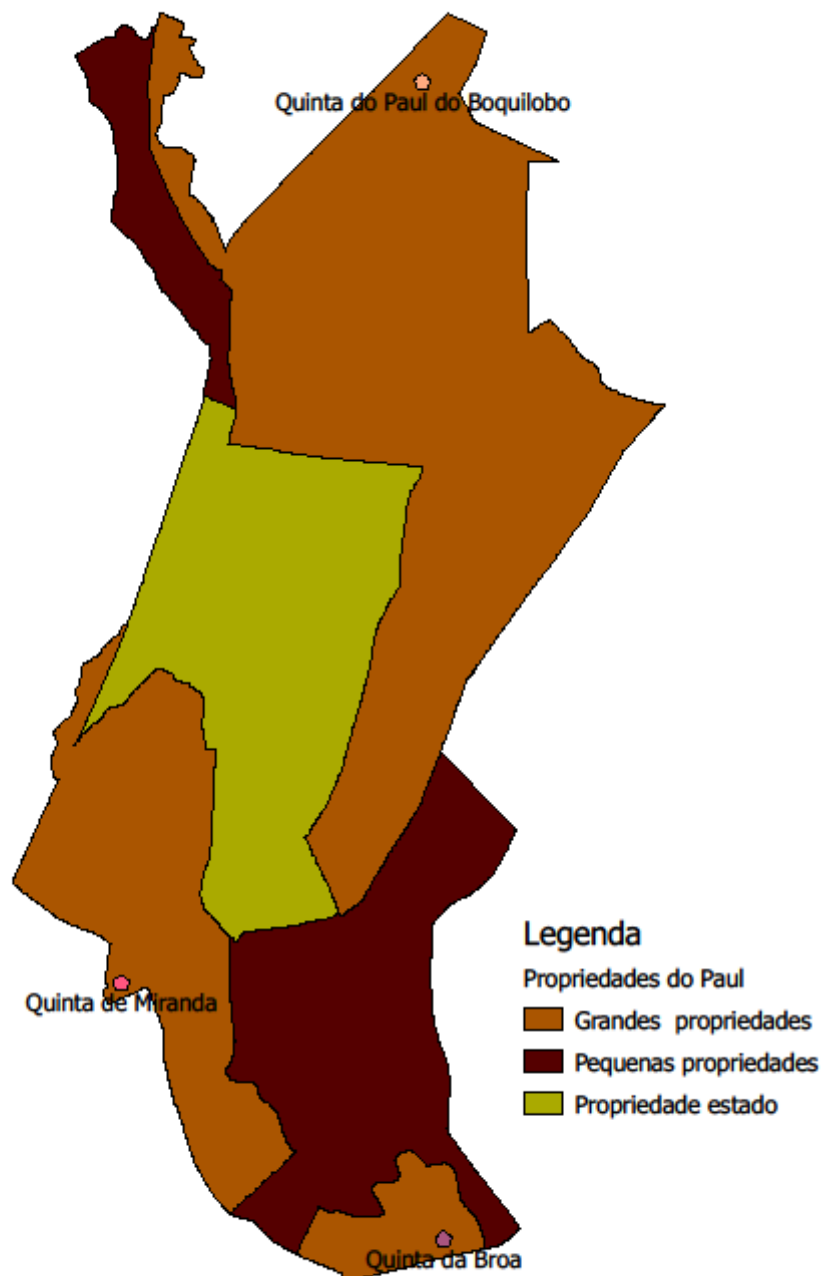 Quinta do Paul do Boquilobo
Legenda
Propriedades do Paul
Quinta de Miranda
Grandes propriedades
Pequenas propriedades
Propriedade estado
Quinta da Broa